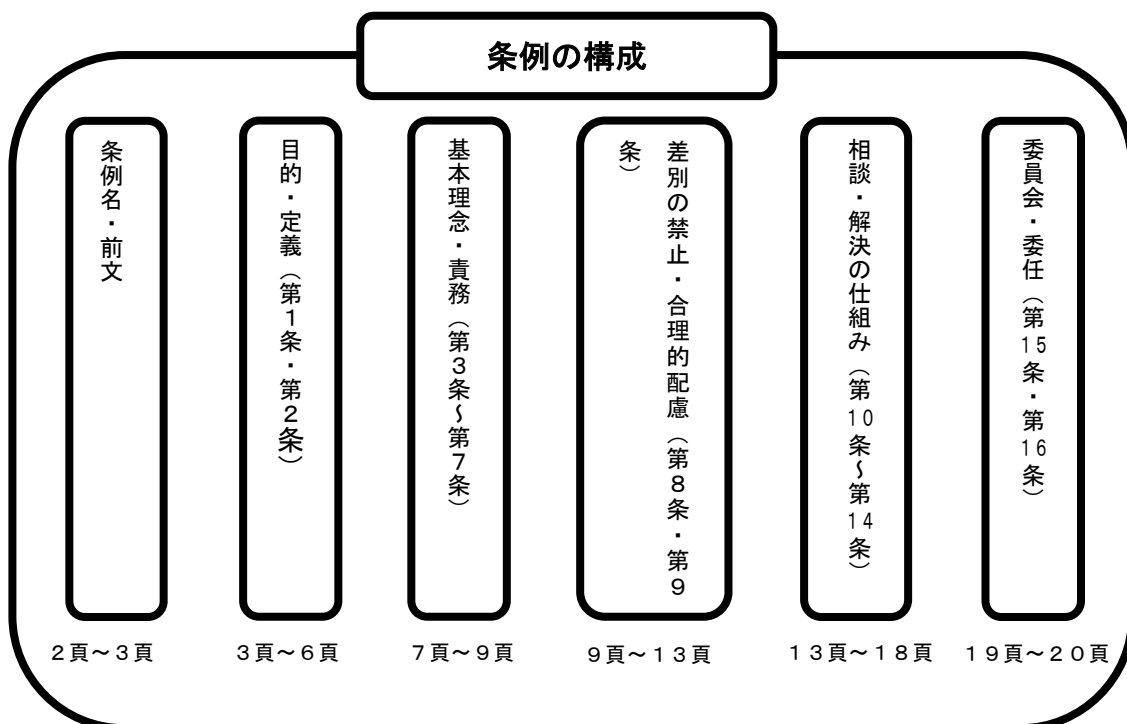 条例の構成
条例名・前文
目的・定義（第１条・第２条）
基本理念・責務（第３条～第７条）
差別の禁止・合理的配慮（第８条・第９
条）
相談・解決の仕組み（第10条～第14条）
委員会・委任（第15条・第16条）
２頁～３頁
３頁～６頁
７頁～９頁
９頁～１３頁
１３頁～１８頁
１９頁～２０頁